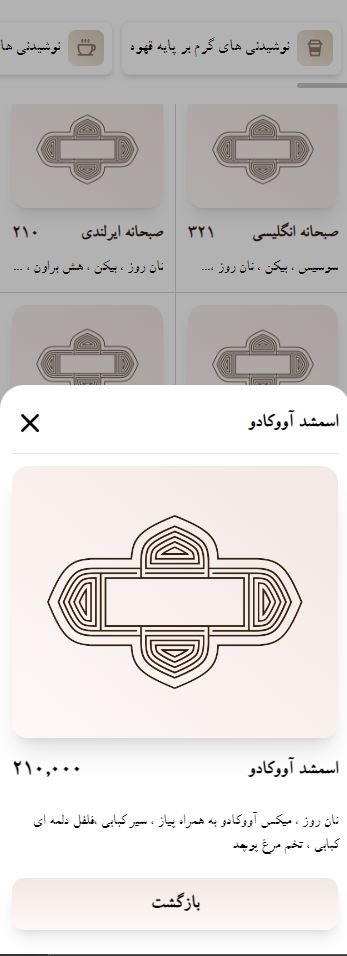 نوشیدنی های گرم بر پایه قهوه
نوشیدنی ها
صبحانه انگلیسی ۳۲۱
سوسیس ، بیکن ، نان روز ،...
صبحانه ایرلندی ۲۱۰
نان روز ، بیکن ، هش براون ، ...
اسمشد آووکادو
اسمشد آووکادو ۲۱۰,۰۰۰
نان روز ، میکس آووکادو به همراه پیاز ، سیر کبابی ،فلفل دلمه ای
کبابی ، تخم مرغ پوچد
بازگشت